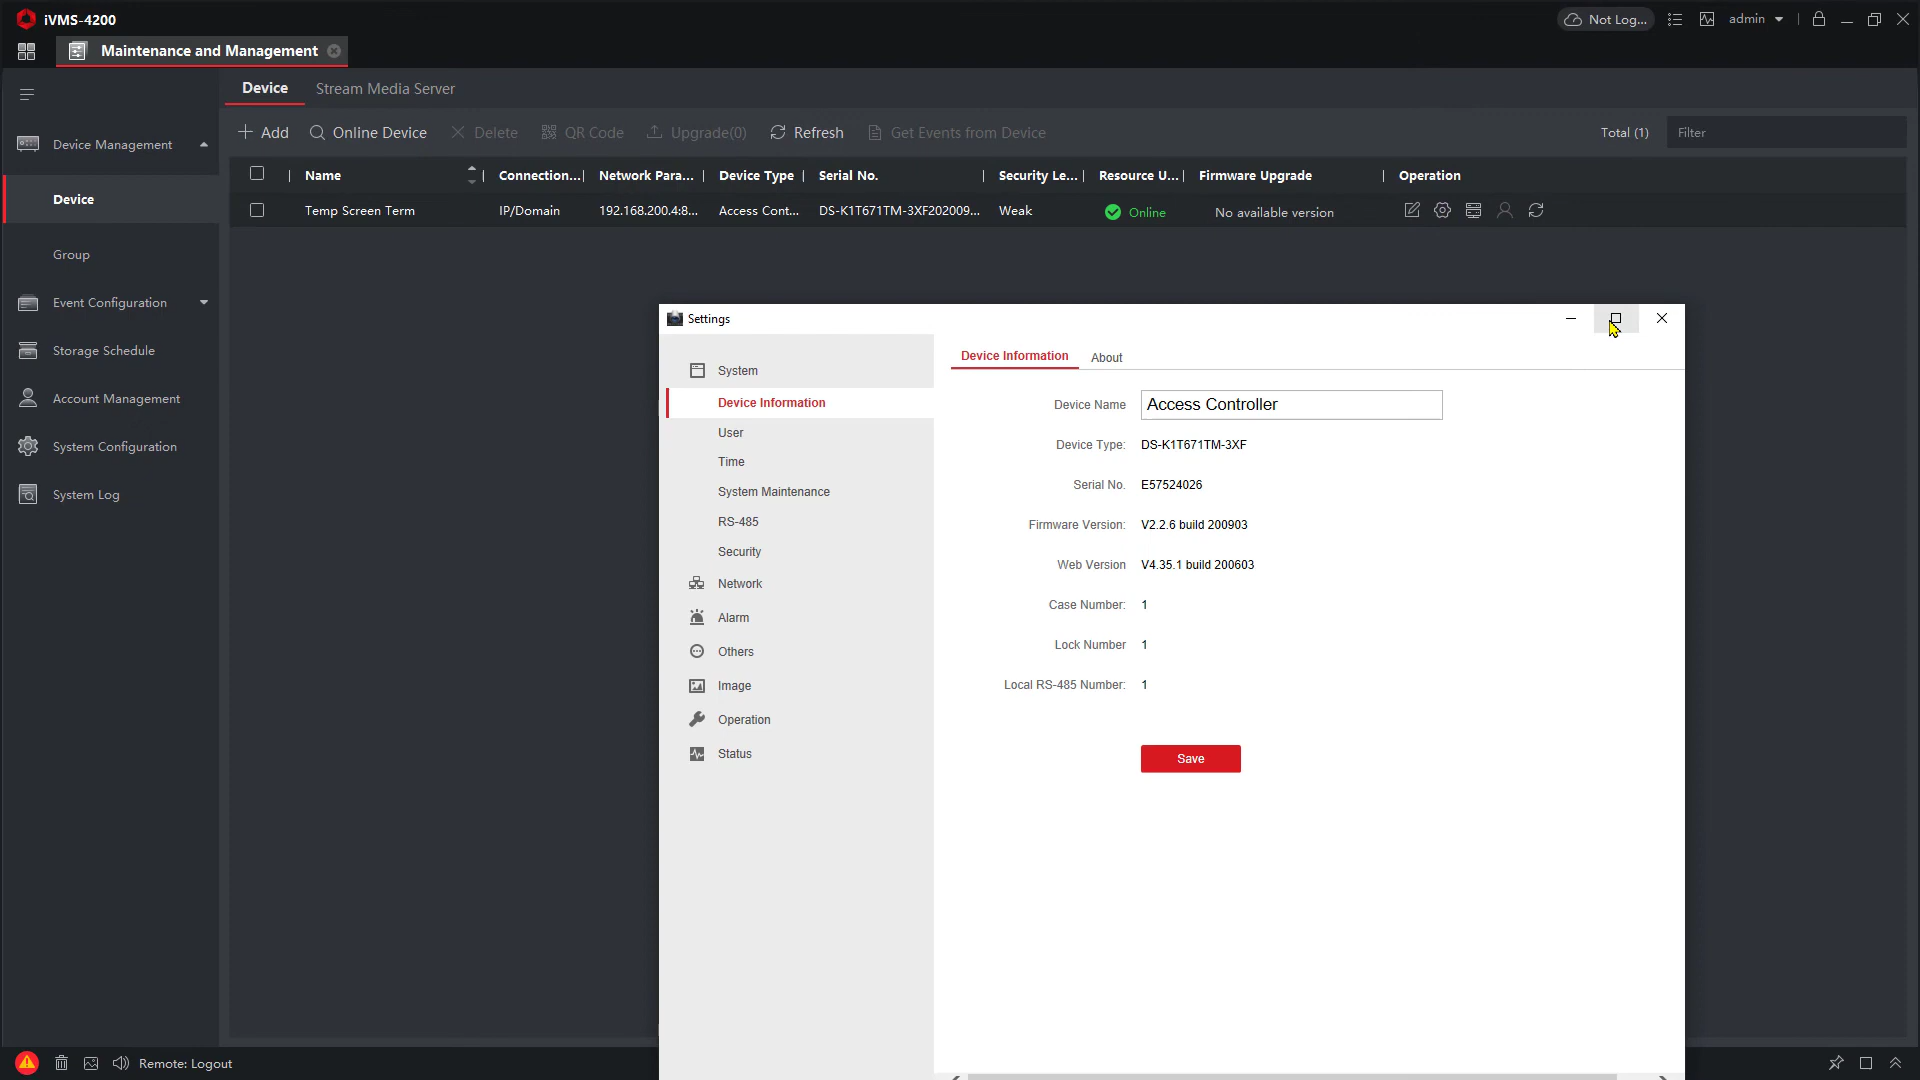 iVMS-4200
Not Log...
admin
Maintenance and Management
Device
Stream Media Server
Add
Online Device
Delete
QR Code
Upgrade(0)
Refresh
Get Events from Device
Total (1)
Filter
Device Management
Device
Group
Event Configuration
Storage Schedule
Account Management
System Configuration
System Log
Name
Connection...
Network Para...
Device Type
Serial No.
Security Le...
Resource U...
Firmware Upgrade
Operation
Temp Screen Term
IP/Domain
192.168.200.4:8...
Access Cont...
DS-K1T671TM-3XF202009...
Weak
Online
No available version
Settings
System
Device Information
User
Time
System Maintenance
RS-485
Security
Network
Alarm
Others
Image
Operation
Status
Device Information
About
Device Name Access Controller
Device Type: DS-K1T671TM-3XF
Serial No. E57524026
Firmware Version: V2.2.6 build 200903
Web Version V4.35.1 build 200603
Case Number: 1
Lock Number 1
Local RS-485 Number: 1
Save
Remote: Logout